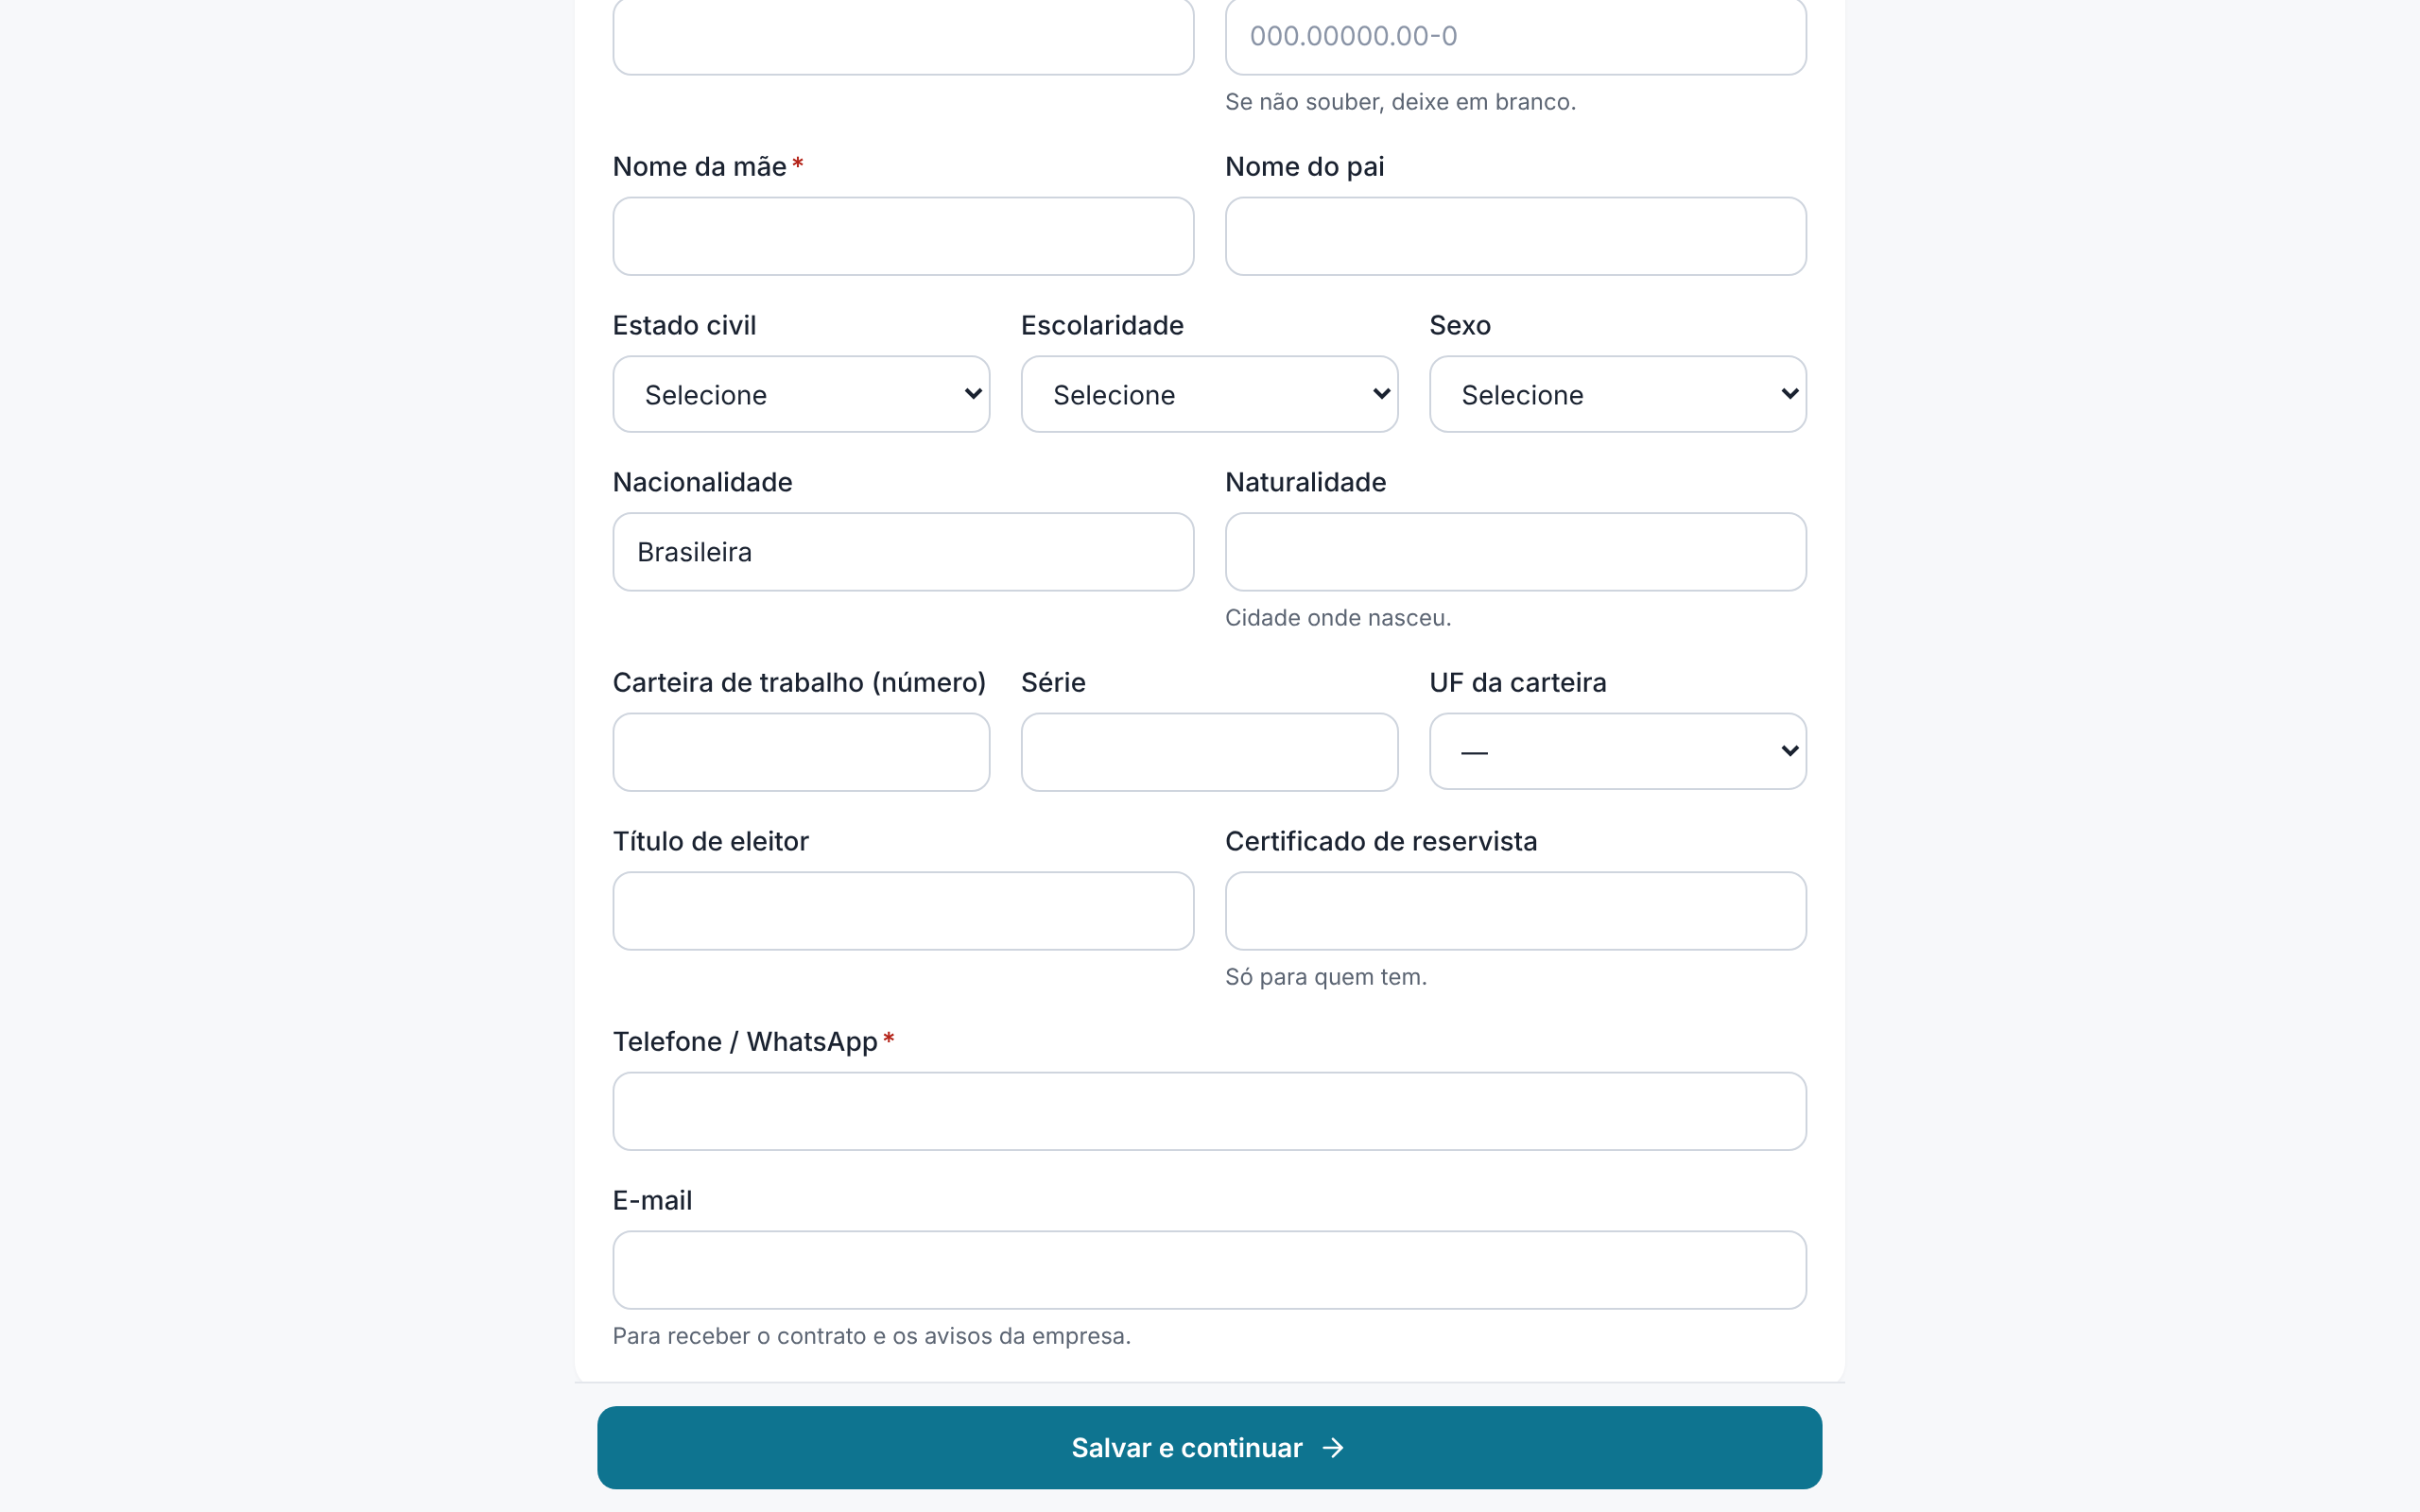 000.00000.00-0
Se não souber, deixe em branco.
Nome da mãe*
Nome do pai
Estado civil
Escolaridade
Sexo
Selecione
Selecione
Selecione
Nacionalidade
Naturalidade
Brasileira
Cidade onde nasceu.
Carteira de trabalho (número)
Série
UF da carteira
—
Título de eleitor
Certificado de reservista
Só para quem tem.
Telefone / WhatsApp*
E-mail
Para receber o contrato e os avisos da empresa.
Salvar e continuar →